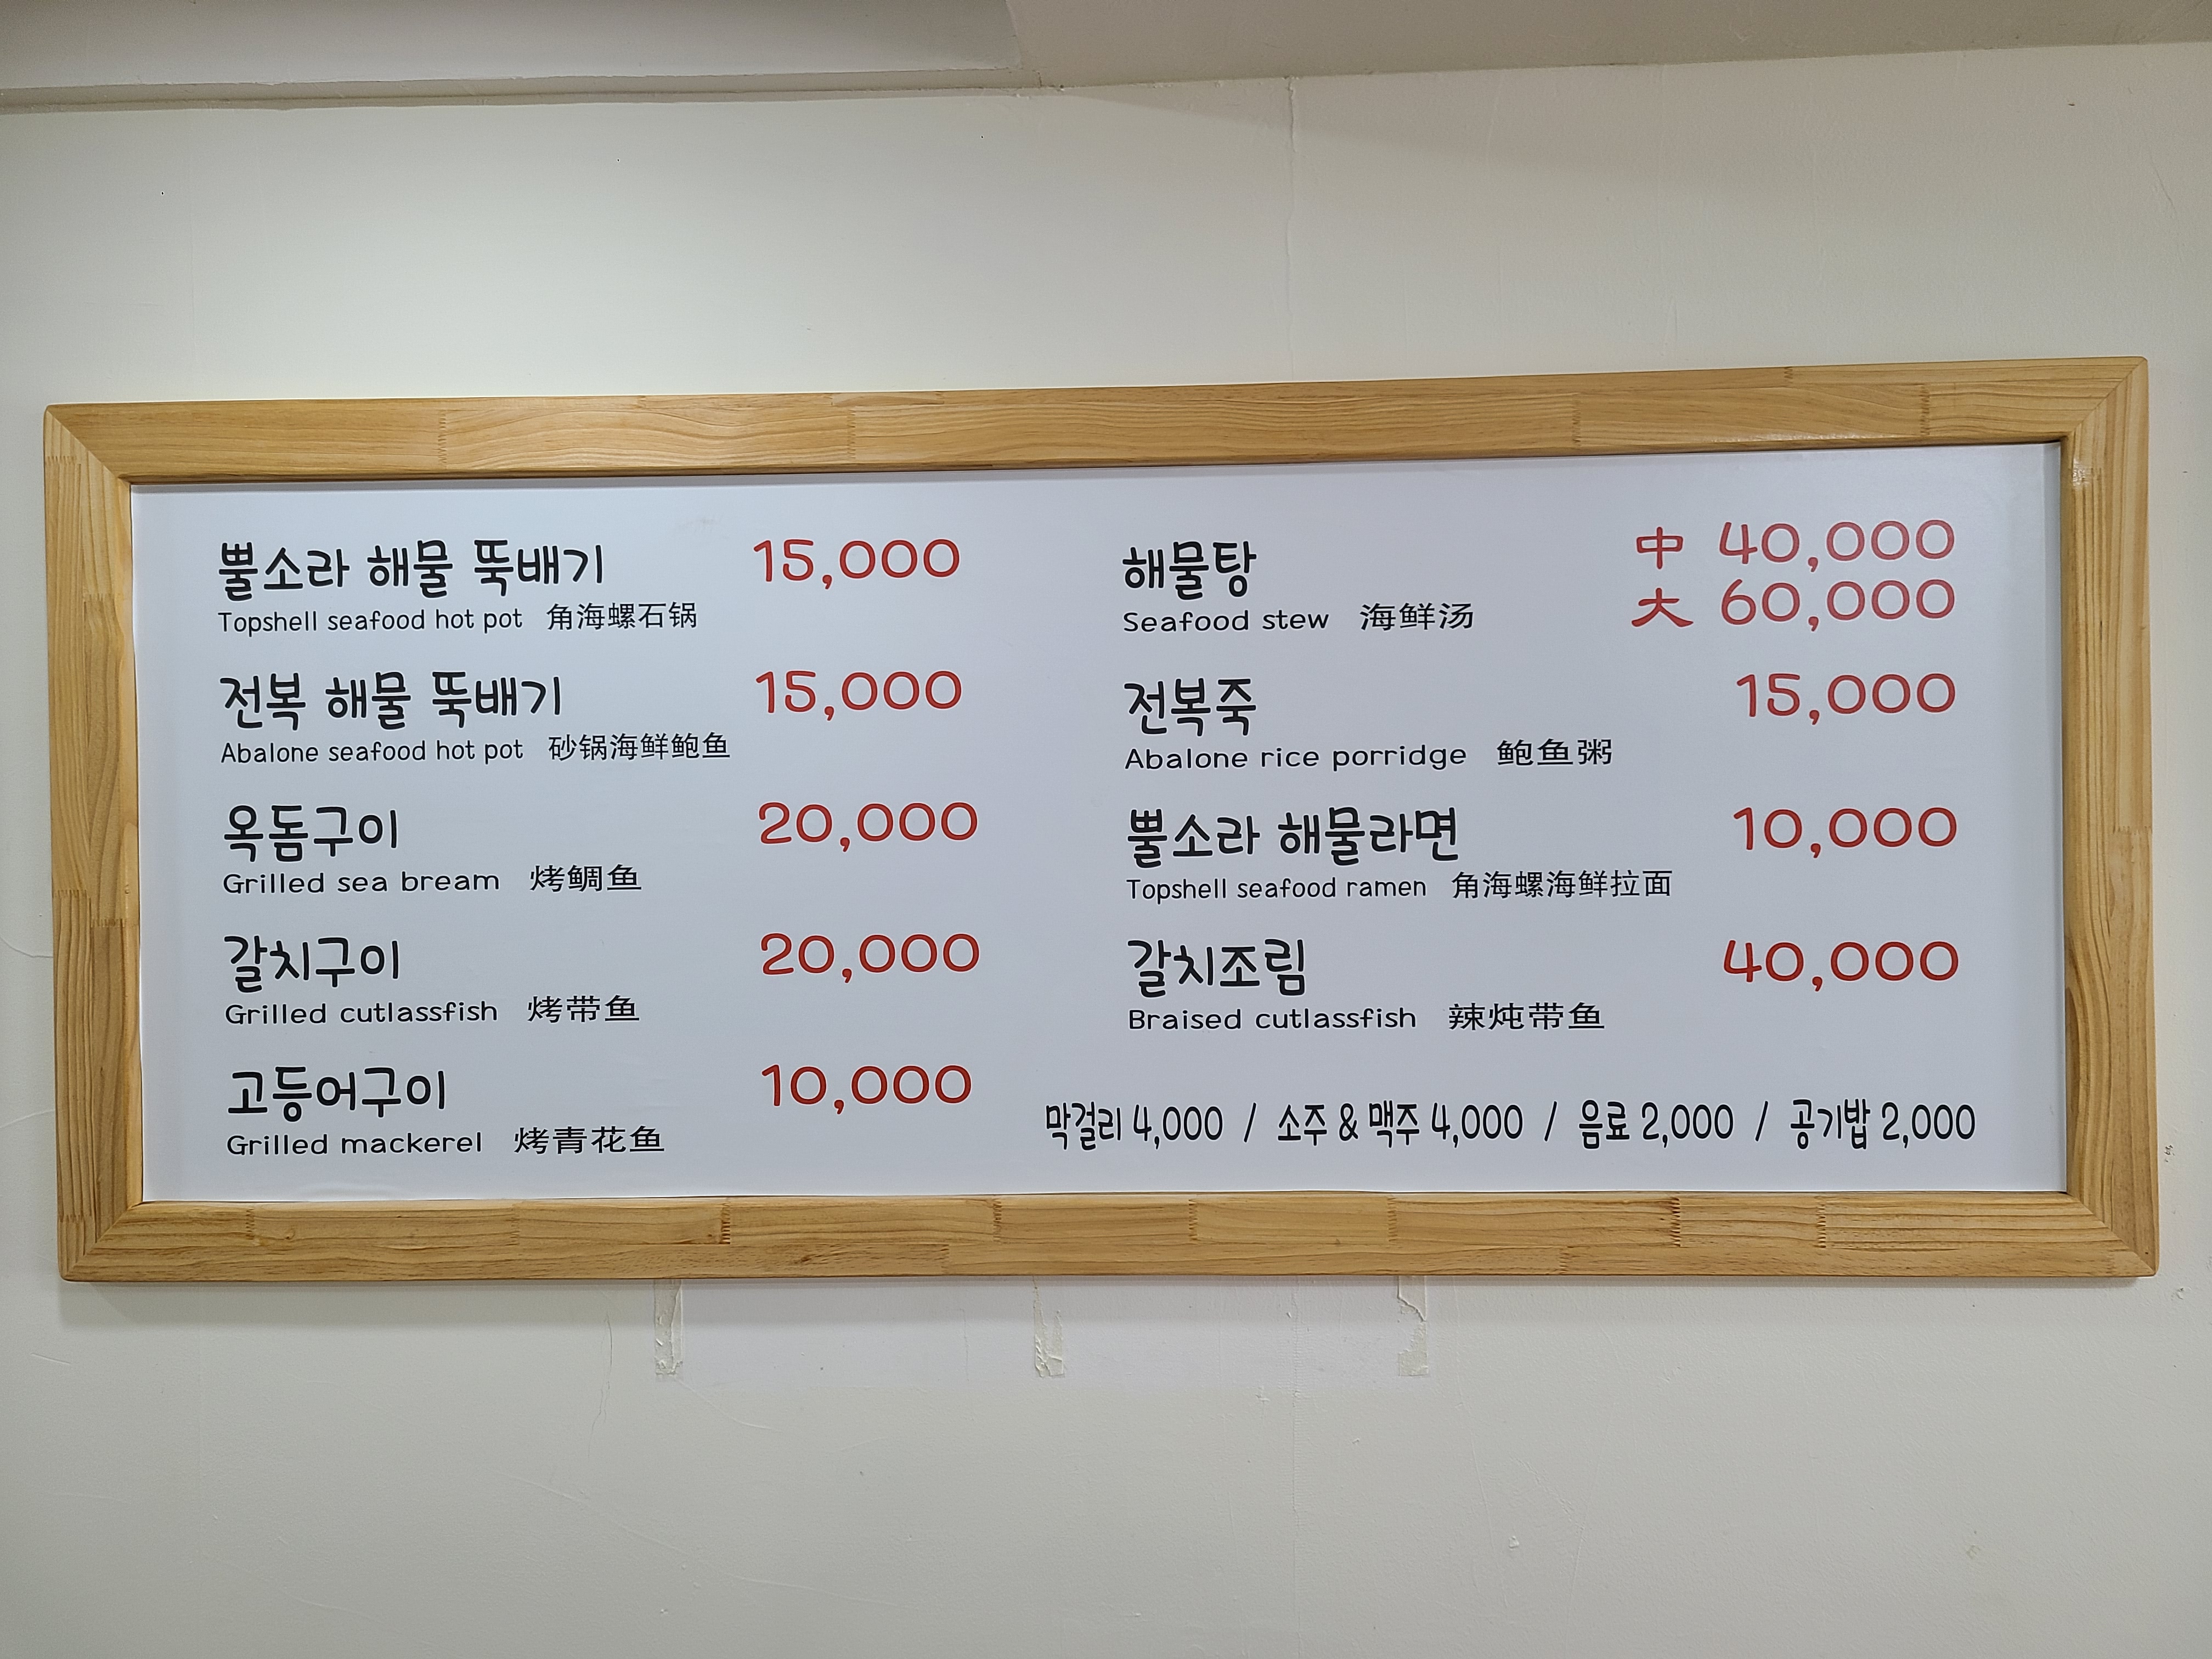 뿔소라 해물 뚝배기 15,000
Topshell seafood hot pot 角海螺石锅
전복 해물 뚝배기 15,000
Abalone seafood hot pot 砂锅海鲜鲍鱼
옥돔구이 20,000
Grilled sea bream 烤鲷鱼
갈치구이 20,000
Grilled cutlassfish 烤带鱼
고등어구이 10,000
Grilled mackerel 烤青花鱼
해물탕 中 40,000
大 60,000
Seafood stew 海鲜汤
전복죽 15,000
Abalone rice porridge 鲍鱼粥
뿔소라 해물라면 10,000
Topshell seafood ramen 角海螺海鲜拉面
갈치조림 40,000
Braised cutlassfish 辣炖带鱼
막걸리 4,000 / 소주 & 맥주 4,000 / 음료 2,000 / 공기밥 2,000